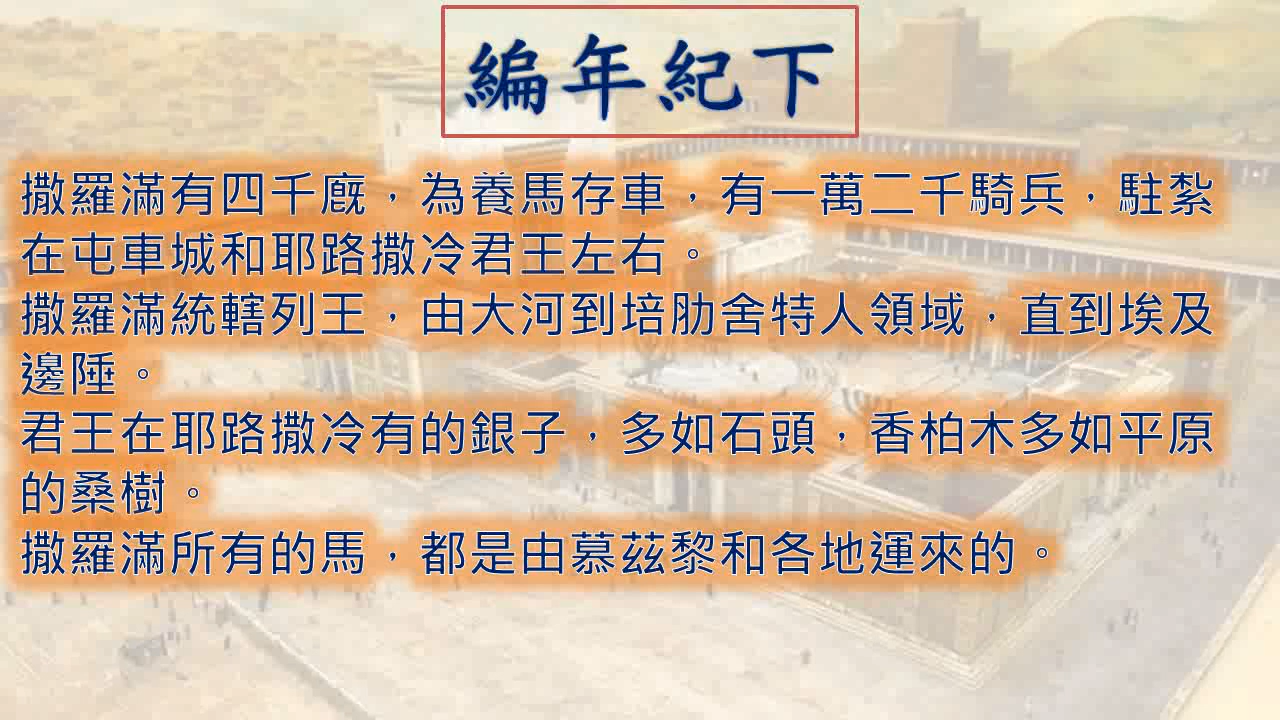 編年紀下
撒羅滿有四千廐，為養馬存車，有一萬二千騎兵，駐紮
在屯車城和耶路撒冷君王左右。
撒羅滿統轄列王，由大河到培肋舍特人領域，直到埃及
邊陲。
君王在耶路撒冷有的銀子，多如石頭，香柏木多如平原
的桑樹。
撒羅滿所有的馬，都是由慕茲黎和各地運來的。